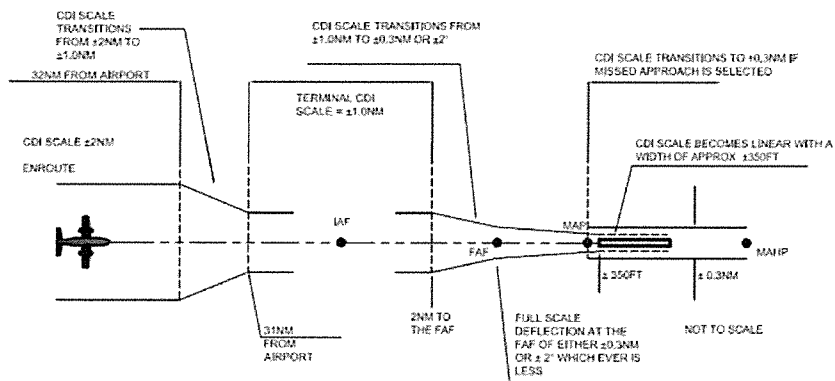 CDI SCALE
TRANSITIONS
FROM ±2NM TO
±1.0NM
CDI SCALE TRANSITIONS FROM
±1.0NM TO ±0.3NM OR ±2°
CDI SCALE TRANSITIONS TO ±0.3NM IF
MISSED APPROACH IS SELECTED
32NM FROM AIRPORT
TERMINAL CDI
SCALE = ±1.0NM
CDI SCALE ±2NM
ENROUTE
CDI SCALE BECOMES LINEAR WITH A
WIDTH OF APPROX ±350FT
IAF
FAF
MAP
MAHP
± 350FT
± 0.3NM
31NM
FROM
AIRPORT
2NM TO
THE FAF
FULL SCALE
DEFLECTION AT THE
FAF OF EITHER ±0.3NM
OR ± 2° WHICH EVER IS
LESS
NOT TO SCALE